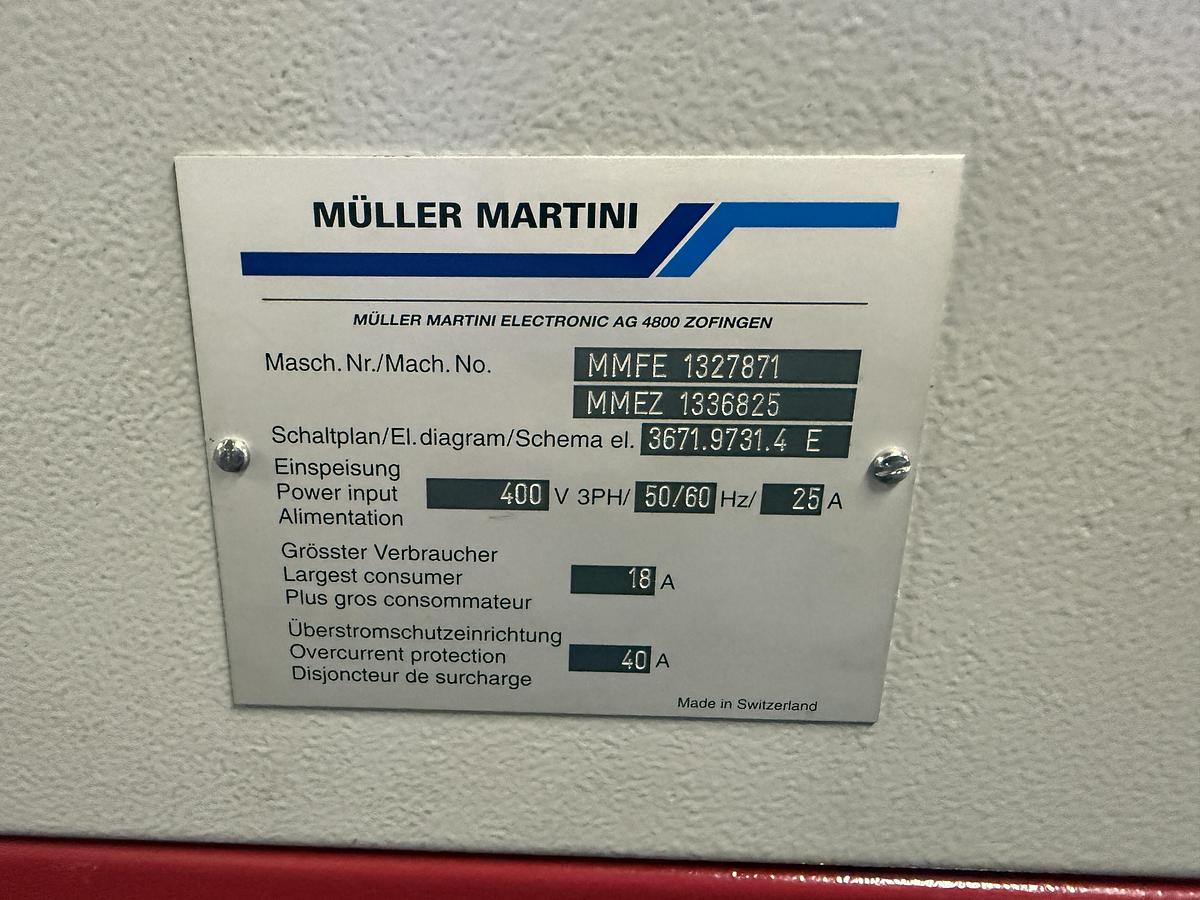 MÜLLER MARTINI
MÜLLER MARTINI ELECTRONIC AG 4800 ZOFINGEN
Masch. Nr./Mach. No. MMFE 1327871
MMEZ 1336825
Schaltplan/El. diagram/Schema el. 3671.9731.4 E
Einspeisung
Power input 400 V 3PH/ 50/60 Hz/ 25 A
Alimentation
Grösster Verbraucher
Largest consumer 18 A
Plus gros consommateur
Überstromschutzeinrichtung
Overcurrent protection 40 A
Disjoncteur de surcharge
Made in Switzerland